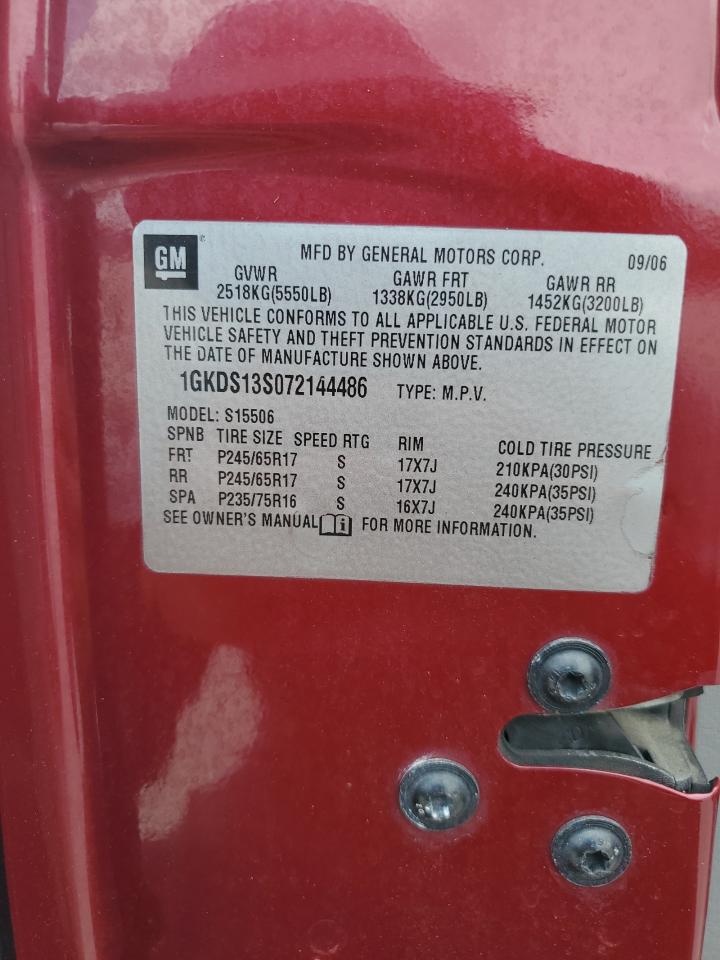 GM ® MFD BY GENERAL MOTORS CORP. 09/06
GVWR GAWR FRT GAWR RR
2518KG(5550LB) 1338KG(2950LB) 1452KG(3200LB)
THIS VEHICLE CONFORMS TO ALL APPLICABLE U.S. FEDERAL MOTOR
VEHICLE SAFETY AND THEFT PREVENTION STANDARDS IN EFFECT ON
THE DATE OF MANUFACTURE SHOWN ABOVE.
1GKDS13S072144486 TYPE: M.P.V.
MODEL: S15506
SPNB TIRE SIZE SPEED RTG RIM COLD TIRE PRESSURE
FRT P245/65R17 S 17X7J 210KPA(30PSI)
RR P245/65R17 S 17X7J 240KPA(35PSI)
SPA P235/75R16 S 16X7J 240KPA(35PSI)
SEE OWNER'S MANUAL i FOR MORE INFORMATION.